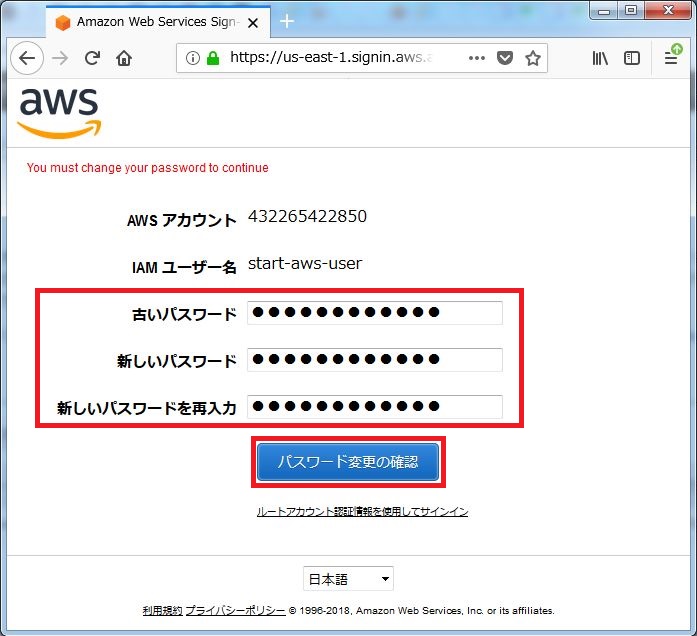 Amazon Web Services Sign-
https://us-east-1.signin.aws.a
aws
You must change your password to continue
AWS アカウント 432265422850
IAM ユーザー名 start-aws-user
古いパスワード ●●●●●●●●●●●●
新しいパスワード ●●●●●●●●●●●●
新しいパスワードを再入力 ●●●●●●●●●●●●
パスワード変更の確認
ルートアカウント認証情報を使用してサインイン
日本語
利用規約 プライバシーポリシー © 1996-2018, Amazon Web Services, Inc. or its affiliates.